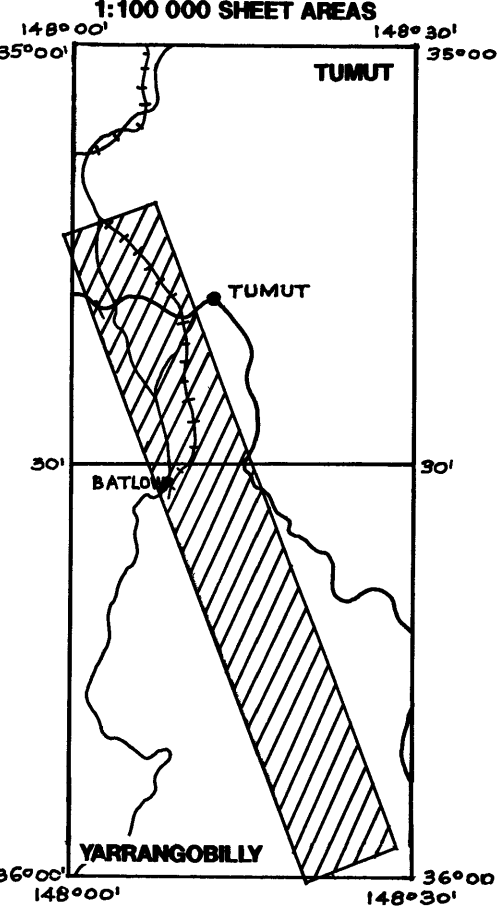 1:100 000 SHEET AREAS
148°00' 148°30'
35°00' 35°00
TUMUT
TUMUT
30' 30'
BATLOW
YARRANGOBILLY
36°00' 36°00
148°00' 148°30'